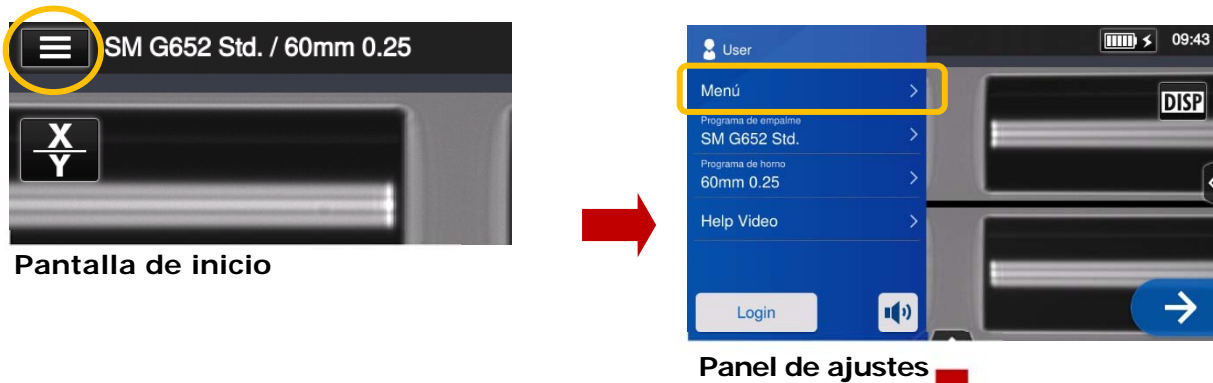 SM G652 Std. / 60mm 0.25
X
Y
Pantalla de inicio
User
09:43
Menú
DISP
Programa de empalme
SM G652 Std.
Programa de horno
60mm 0.25
Help Video
Login
Panel de ajustes